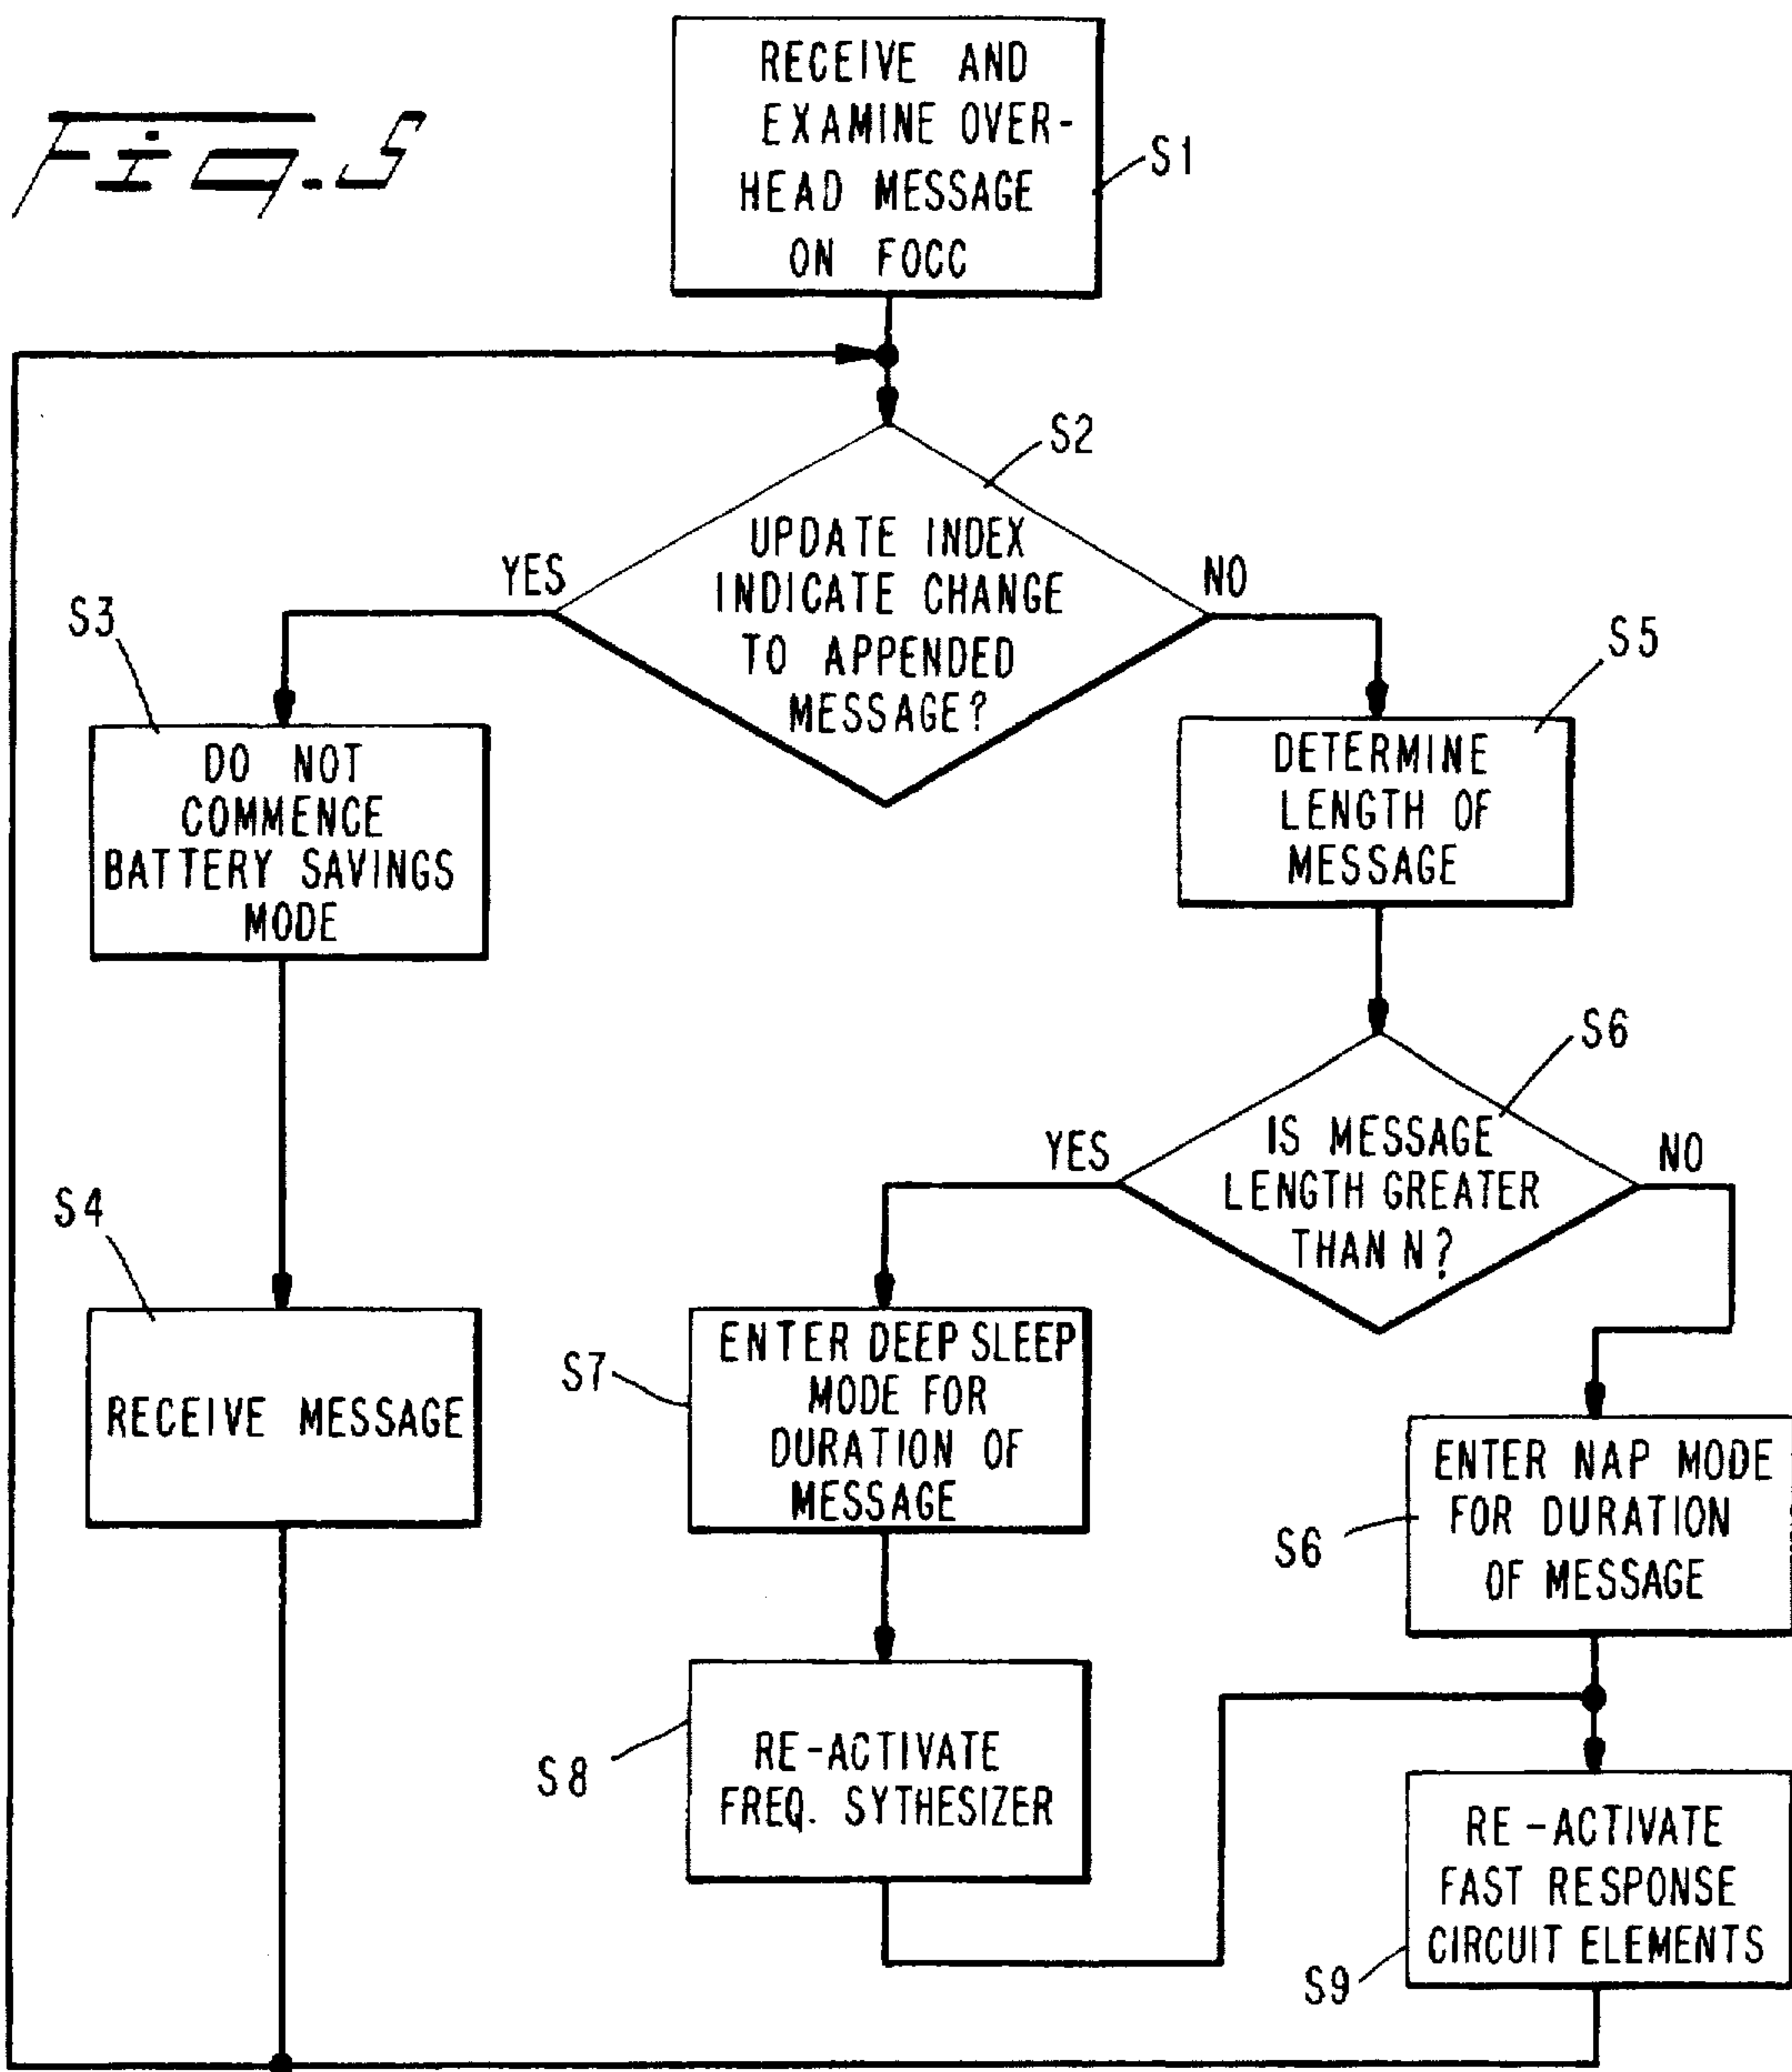 Fig. 5
RECEIVE AND
EXAMINE OVER-
HEAD MESSAGE
ON FOCC
S1
S2
UPDATE INDEX
INDICATE CHANGE
TO APPENDED
MESSAGE?
YES
NO
S3
DO NOT
COMMENCE
BATTERY SAVINGS
MODE
S5
DETERMINE
LENGTH OF
MESSAGE
S6
IS MESSAGE
LENGTH GREATER
THAN N?
YES
NO
S4
RECEIVE MESSAGE
S7
ENTER DEEP SLEEP
MODE FOR
DURATION OF
MESSAGE
S6
ENTER NAP MODE
FOR DURATION
OF MESSAGE
S8
RE-ACTIVATE
FREQ. SYTHESIZER
S9
RE-ACTIVATE
FAST RESPONSE
CIRCUIT ELEMENTS